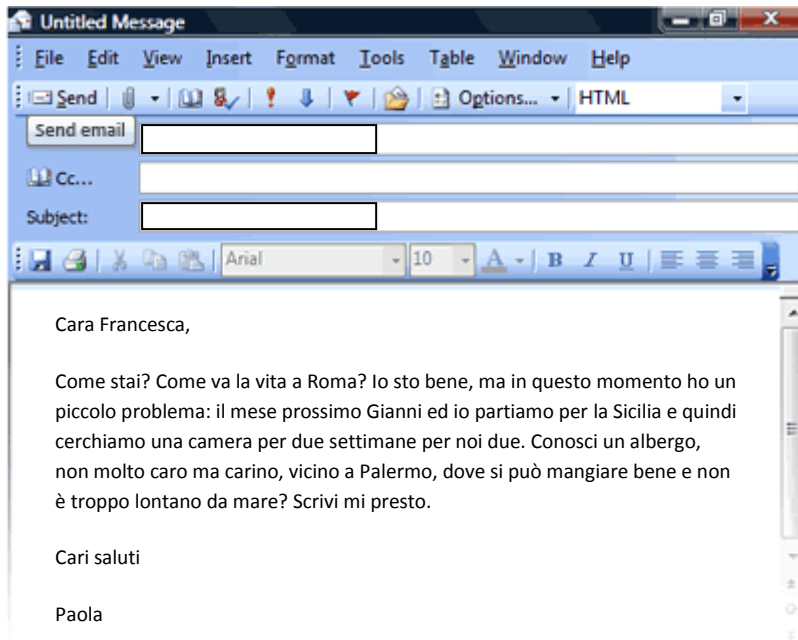 Untitled Message
File Edit View Insert Format Tools Table Window Help
Send Options... HTML
Send email
Cc...
Subject:
Arial 10 A B I U
Cara Francesca,
Come stai? Come va la vita a Roma? Io sto bene, ma in questo momento ho un
piccolo problema: il mese prossimo Gianni ed io partiamo per la Sicilia e quindi
cerchiamo una camera per due settimane per noi due. Conosci un albergo,
non molto caro ma carino, vicino a Palermo, dove si può mangiare bene e non
è troppo lontano da mare? Scrivi mi presto.
Cari saluti
Paola